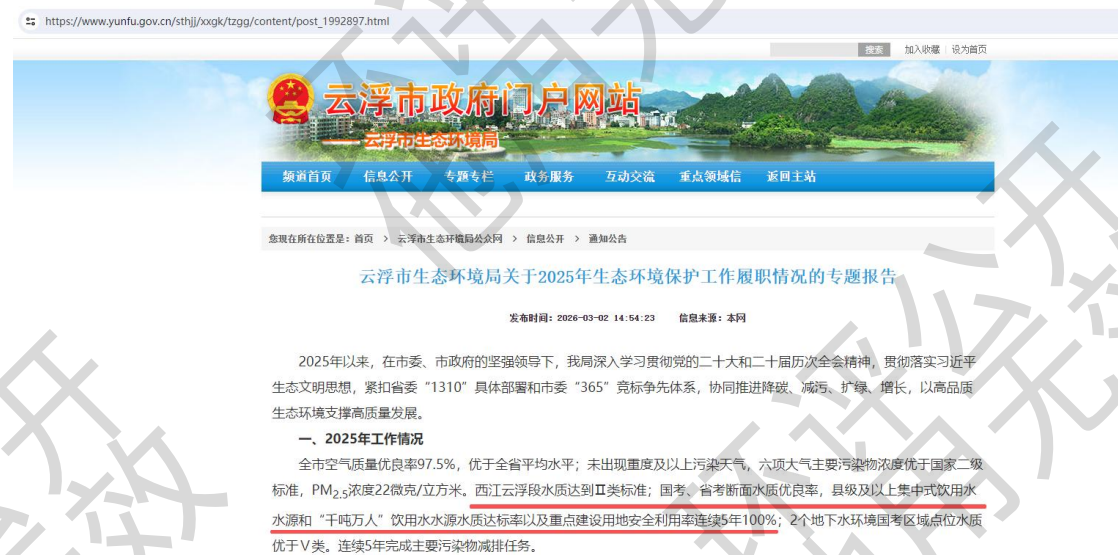 https://www.yunfu.gov.cn/sthjj/xxgk/tzgg/content/post_1992897.html
搜索 加入收藏 | 设为首页
云浮市政府门户网站
——云浮市生态环境局
频道首页 信息公开 专题专栏 政务服务 互动交流 重点领域信 返回主站
您现在所在位置是：首页 > 云浮市生态环境局公众网 > 信息公开 > 通知公告
云浮市生态环境局关于2025年生态环境保护工作履职情况的专题报告
发布时间：2026-03-02 14:54:23 信息来源：本网
2025年以来，在市委、市政府的坚强领导下，我局深入学习贯彻党的二十大和二十届历次全会精神，贯彻落实习近平
生态文明思想，紧扣省委“1310”具体部署和市委“365”竞标争先体系，协同推进降碳、减污、扩绿、增长，以高品质
生态环境支撑高质量发展。
一、2025年工作情况
全市空气质量优良率97.5%，优于全省平均水平；未出现重度及以上污染天气，六项大气主要污染物浓度优于国家二级
标准，PM2.5浓度22微克/立方米。西江云浮段水质达到Ⅱ类标准；国考、省考断面水质优良率，县级及以上集中式饮用水
水源和“千吨万人”饮用水水源水质达标率以及重点建设用地安全利用率连续5年100%；2个地下水环境国考区域点位水质
优于Ⅴ类。连续5年完成主要污染物减排任务。
环评公开
他用无效